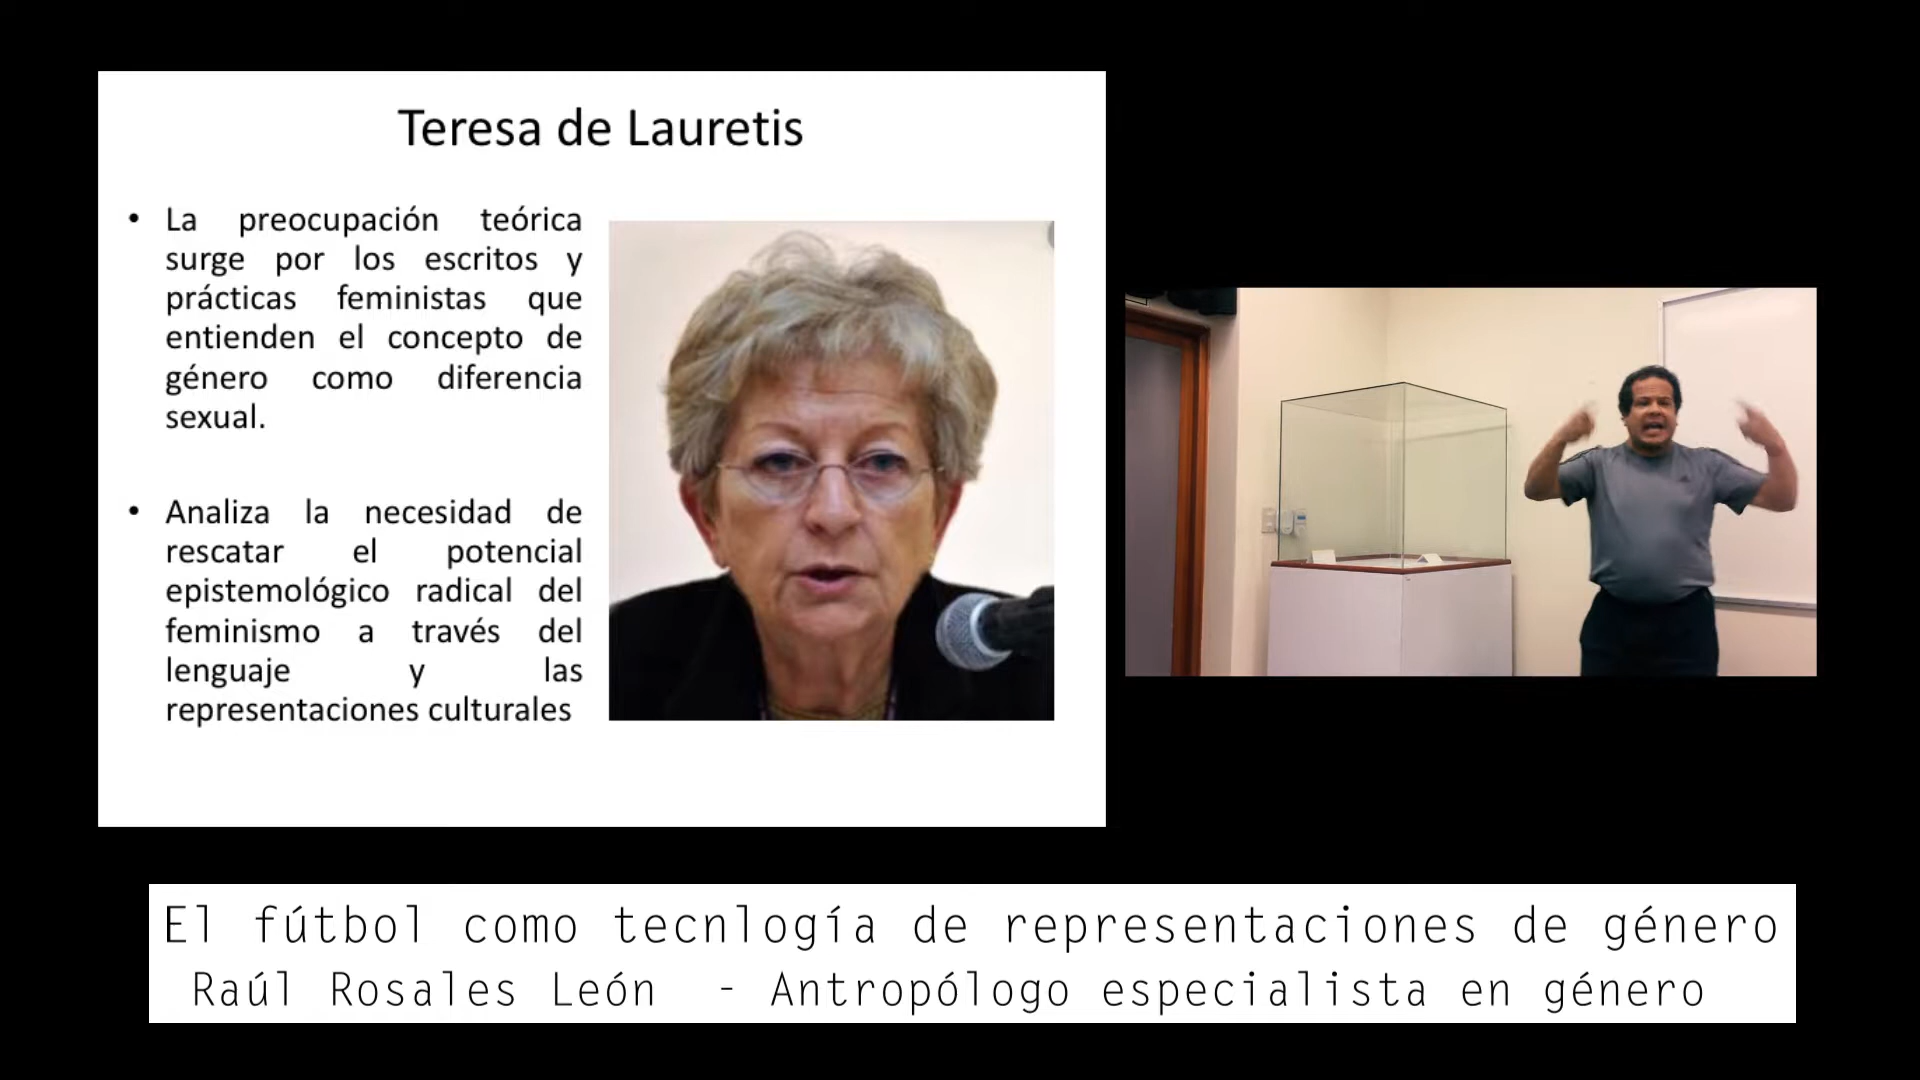 Teresa de Lauretis
• La preocupación teórica
surge por los escritos y
prácticas feministas que
entienden el concepto de
género como diferencia
sexual.
• Analiza la necesidad de
rescatar el potencial
epistemológico radical del
feminismo a través del
lenguaje y las
representaciones culturales
El fútbol como tecnlogía de representaciones de género
Raúl Rosales León - Antropólogo especialista en género